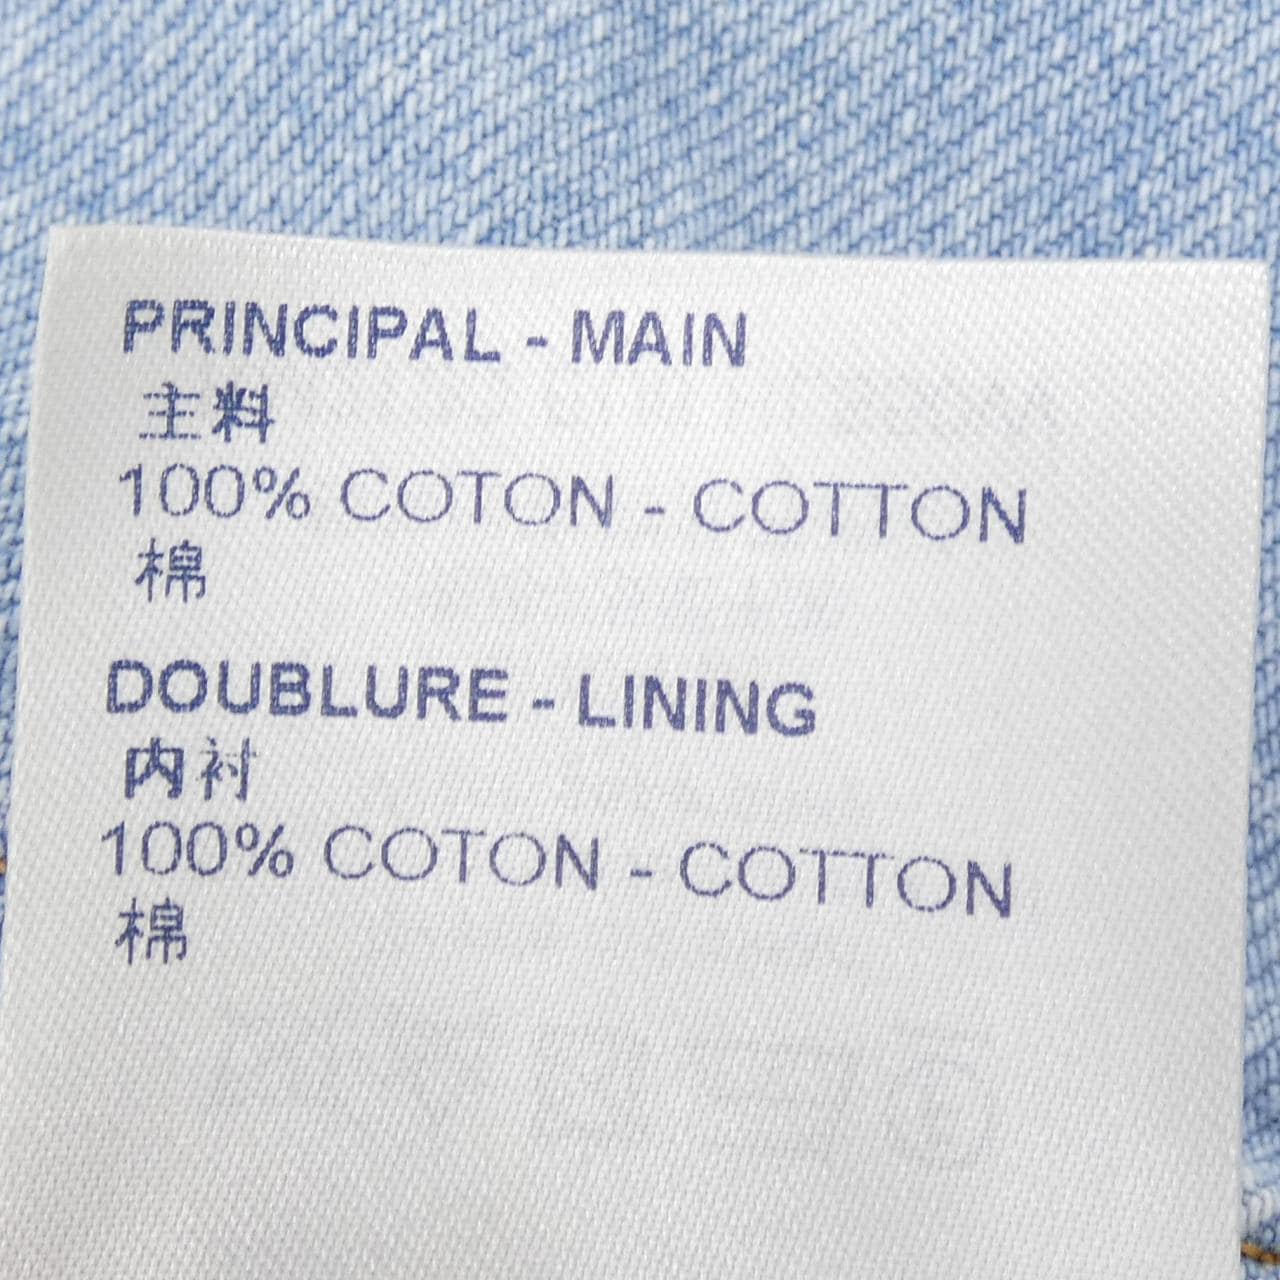 PRINCIPAL - MAIN
主料
100% COTON - COTTON
棉
DOUBLURE - LINING
内衬
100% COTON - COTTON
棉